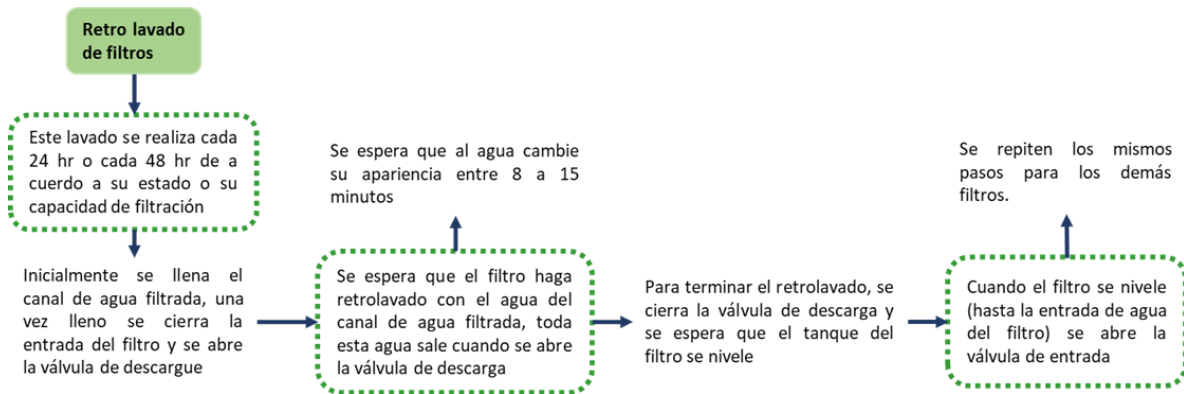 Retro lavado
de filtros
Este lavado se realiza cada
24 hr o cada 48 hr de a
cuerdo a su estado o su
capacidad de filtración
Inicialmente se llena el
canal de agua filtrada, una
vez lleno se cierra la
entrada del filtro y se abre
la válvula de descargue
Se espera que al agua cambie
su apariencia entre 8 a 15
minutos
Se espera que el filtro haga
retrolavado con el agua del
canal de agua filtrada, toda
esta agua sale cuando se abre
la válvula de descarga
Para terminar el retrolavado, se
cierra la válvula de descarga y
se espera que el tanque del
filtro se nivele
Se repiten los mismos
pasos para los demás
filtros.
Cuando el filtro se nivele
(hasta la entrada de agua
del filtro) se abre la
válvula de entrada